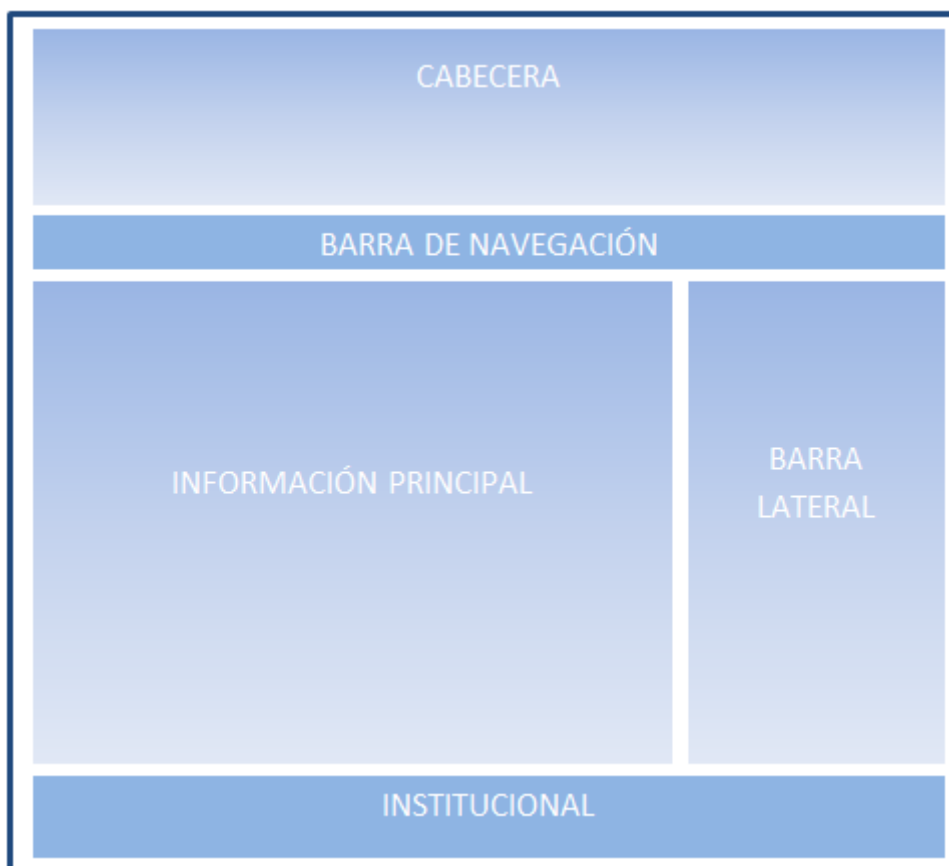 CABECERA
BARRA DE NAVEGACIÓN
INFORMACIÓN PRINCIPAL
BARRA
LATERAL
INSTITUCIONAL